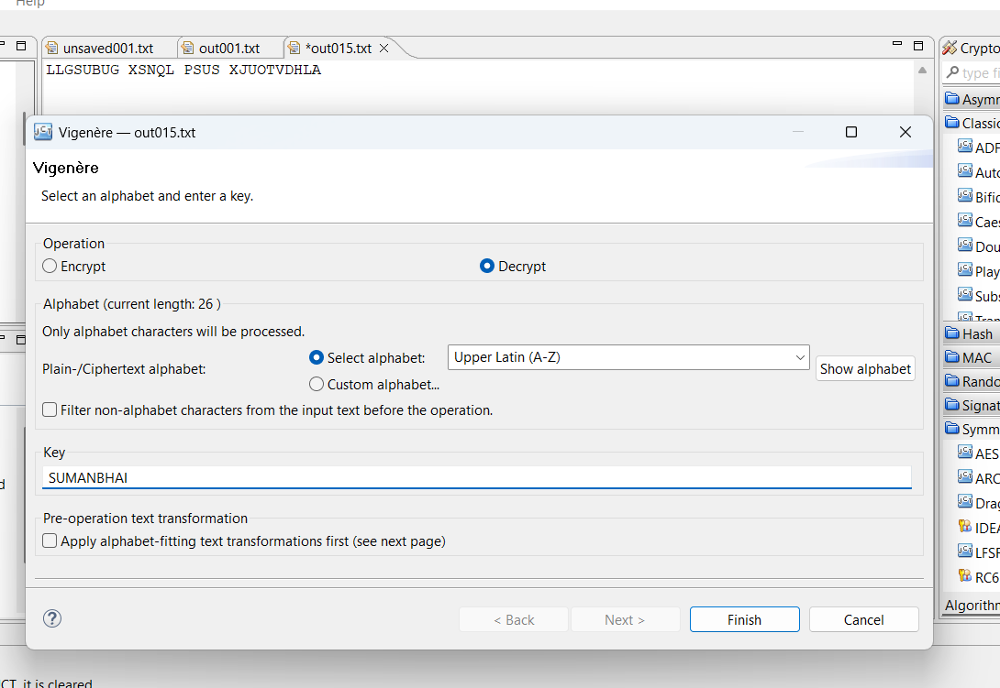 Help
unsaved001.txt out001.txt *out015.txt
Crypto
LLGSUBUG XSNQL PSUS XJUOTVDHLA
type fi
Vigenère — out015.txt
Vigenère
Select an alphabet and enter a key.
Operation
Encrypt Decrypt
Alphabet (current length: 26 )
Only alphabet characters will be processed.
Plain-/Ciphertext alphabet:
Select alphabet: Upper Latin (A-Z) Show alphabet
Custom alphabet...
Filter non-alphabet characters from the input text before the operation.
Key
SUMANBHAI
Pre-operation text transformation
Apply alphabet-fitting text transformations first (see next page)
? < Back Next > Finish Cancel
Asymm
Classic
ADF
Auto
Bific
Caes
Dou
Play
Subs
Tran
Hash
MAC
Rando
Signat
Symm
AES
ARC
Drag
IDEA
LFSR
RC6
Algorithm
d
CT, it is cleared